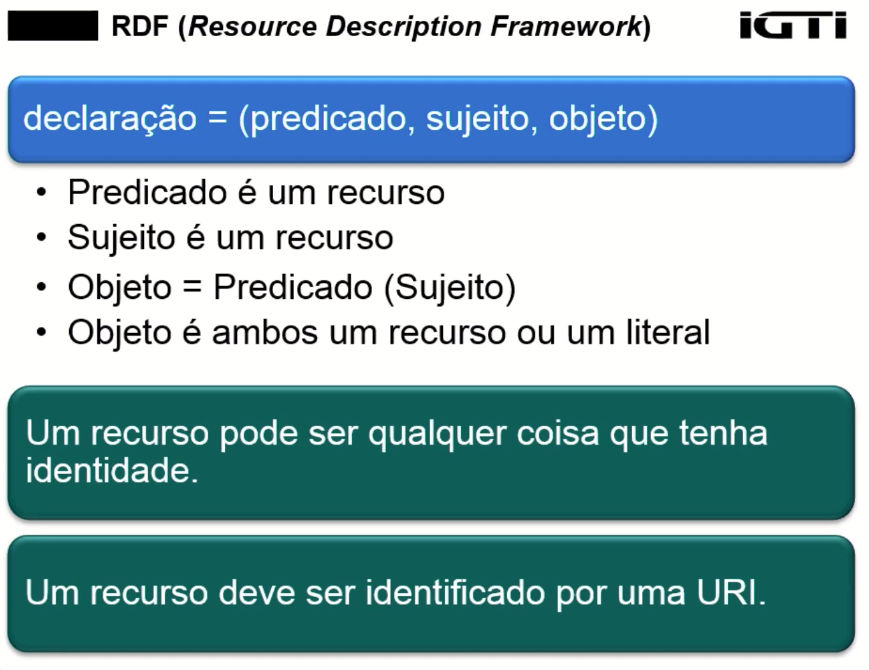 RDF (Resource Description Framework)
iGTi
declaração = (predicado, sujeito, objeto)
• Predicado é um recurso
• Sujeito é um recurso
• Objeto = Predicado (Sujeito)
• Objeto é ambos um recurso ou um literal
Um recurso pode ser qualquer coisa que tenha
identidade.
Um recurso deve ser identificado por uma URI.